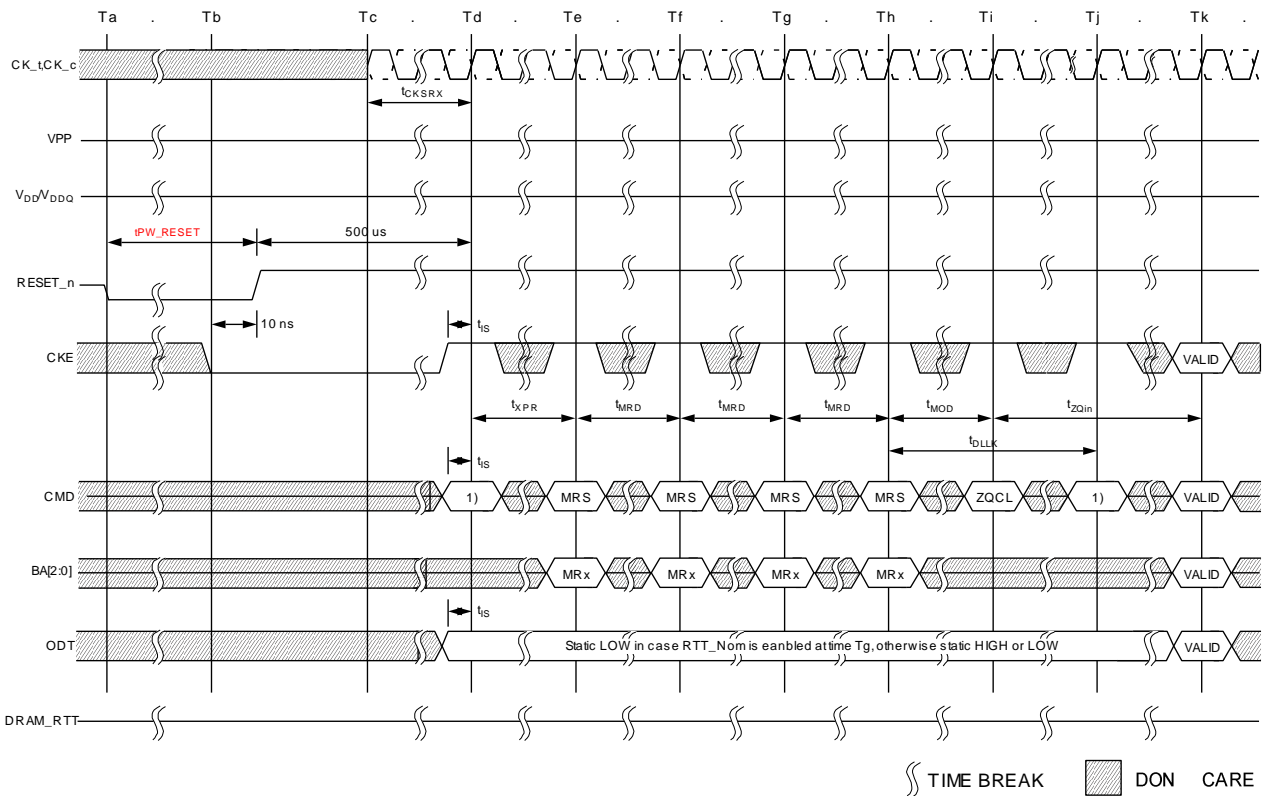 Ta . Tb . Tc . Td . Te . Tf . Tg . Th . Ti . Tj . Tk .
CK_t,CK_c
tCKSRX
VPP
VDD/VDDQ
tPW_RESET 500 us
RESET_n
10 ns tIS
CKE VALID
tXPR tMRD tMRD tMRD tMOD tZQin
tDLLK
tIS
CMD 1) MRS MRS MRS MRS ZQCL 1) VALID
BA[2:0] MRx MRx MRx MRx VALID
tIS
ODT Static LOW in case RTT_Nom is eanbled at time Tg, otherwise static HIGH or LOW VALID
DRAM_RTT
TIME BREAK DON CARE